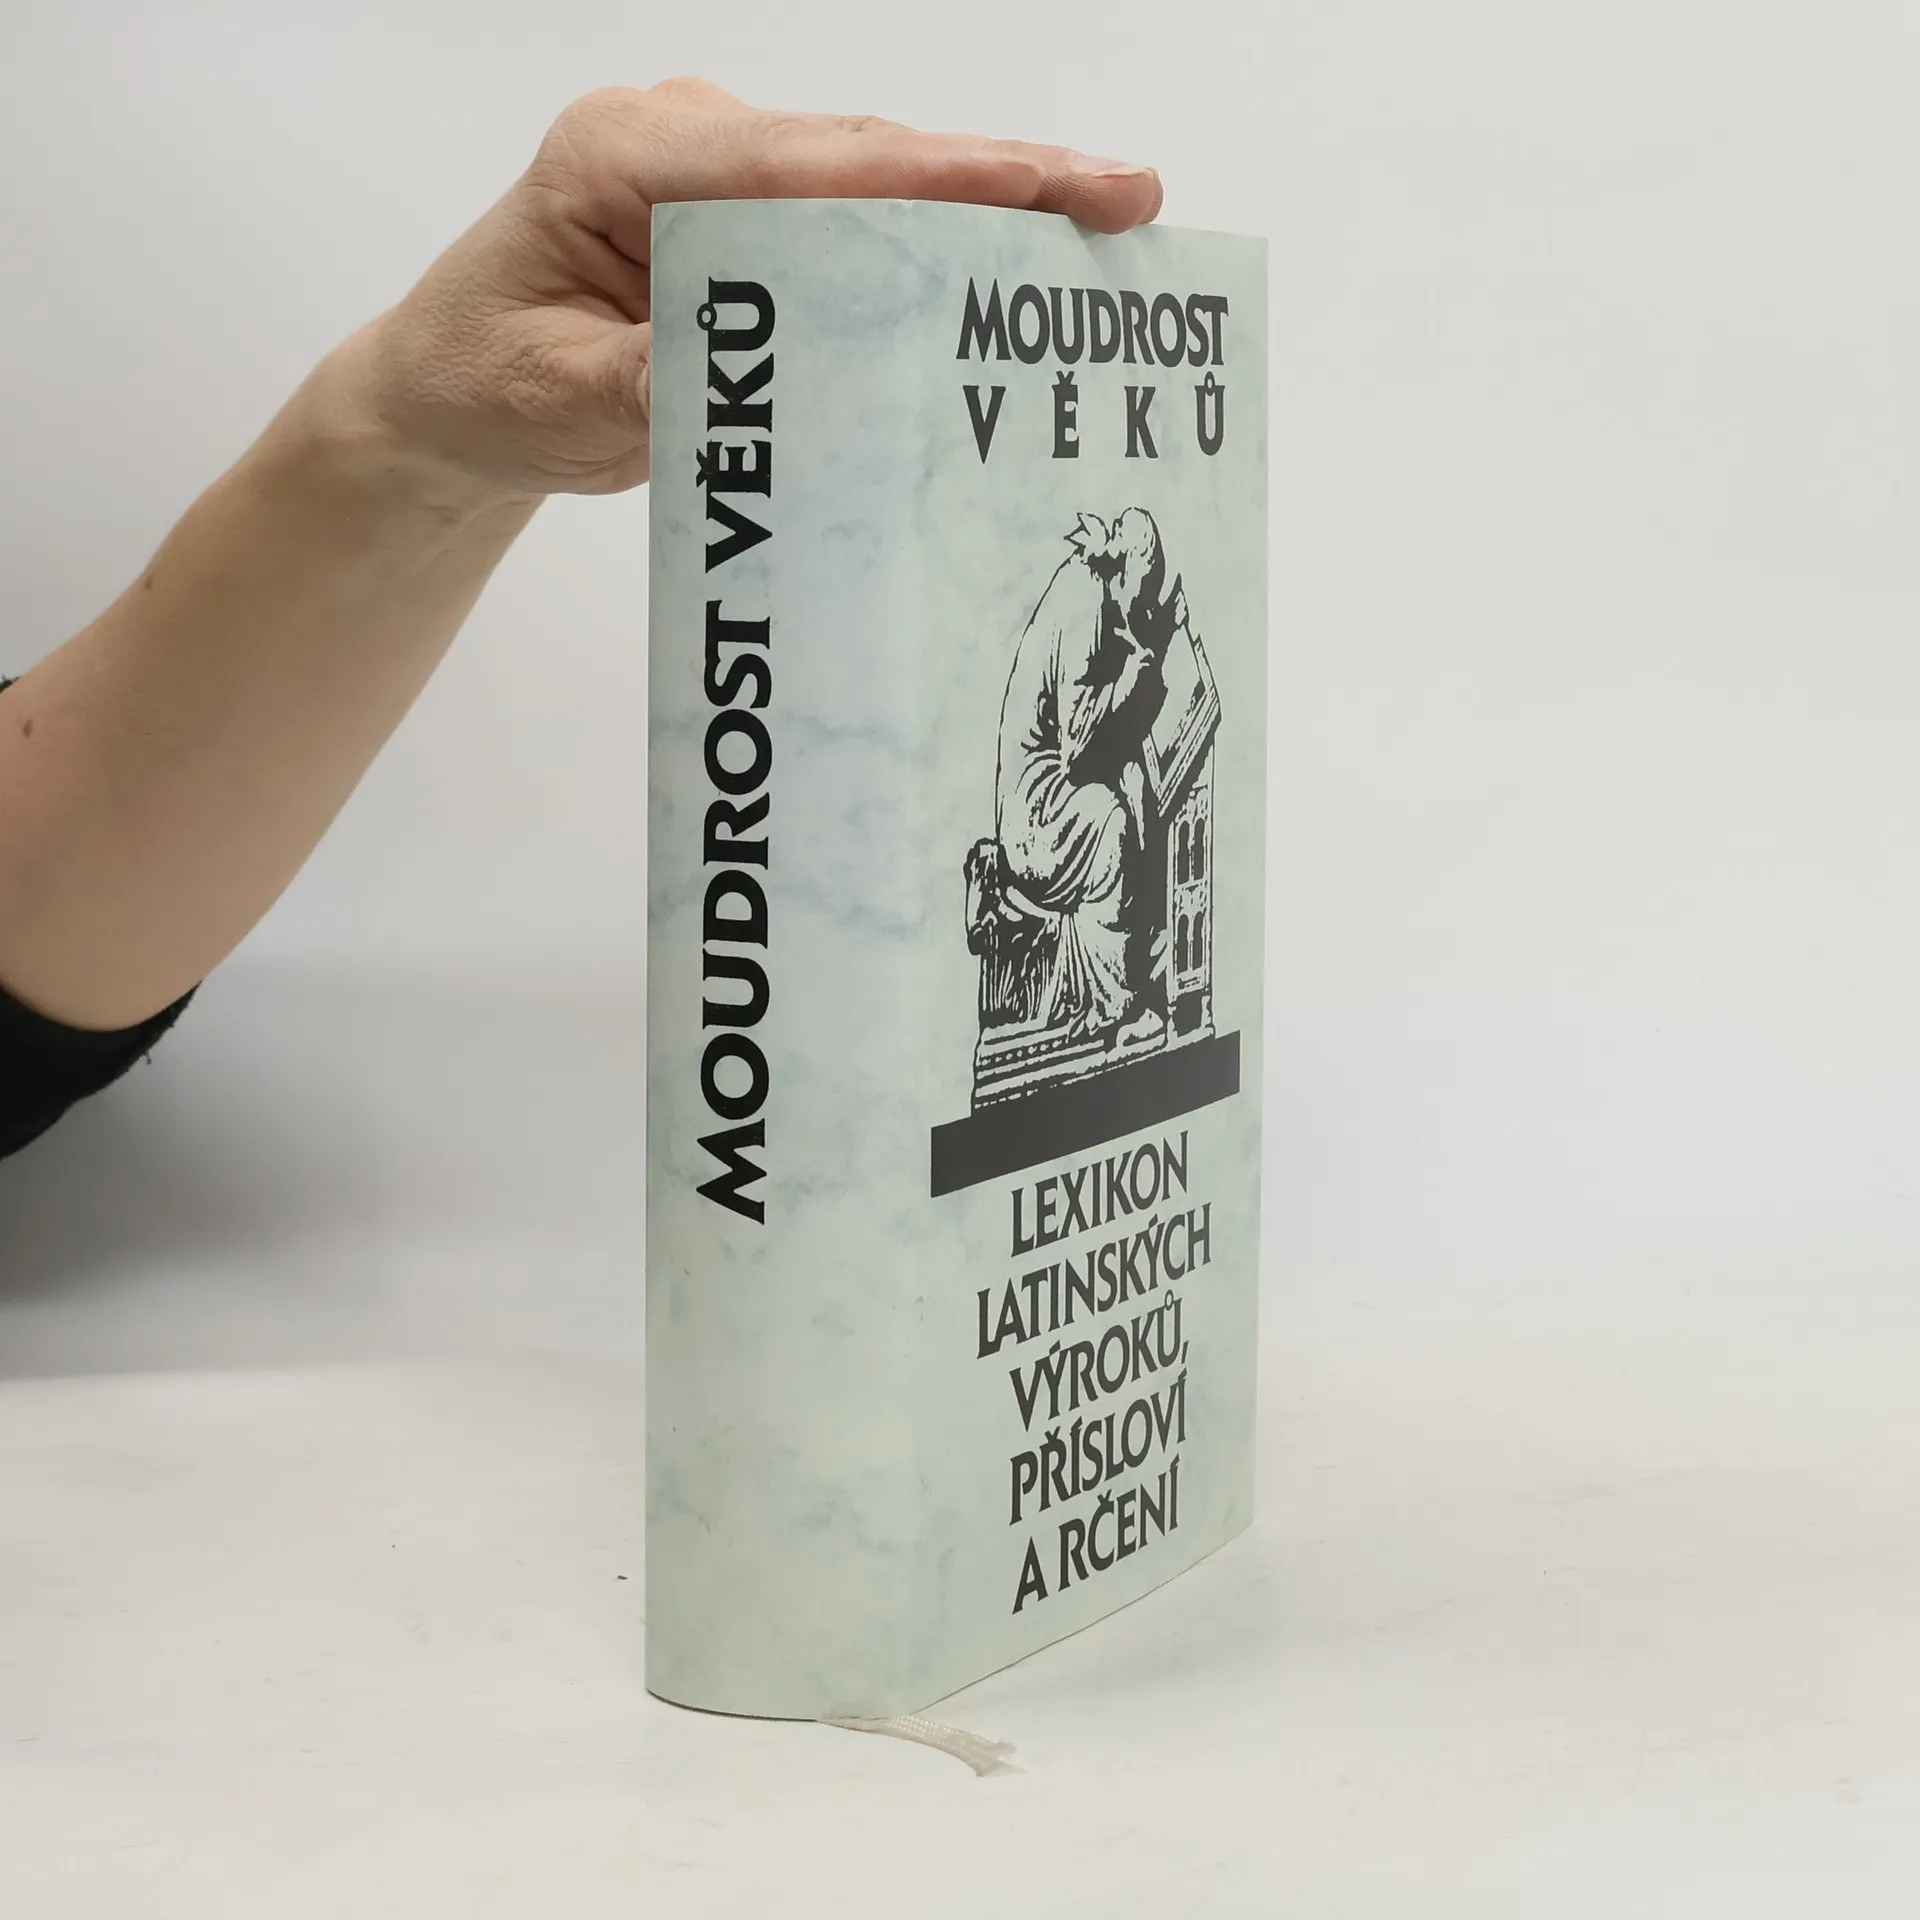 MOUDROST VĚKŮ
MOUDROST
VĚKŮ
LEXIKON
LATINSKÝCH
VÝROKŮ,
PŘÍSLOVÍ
A RČENÍ